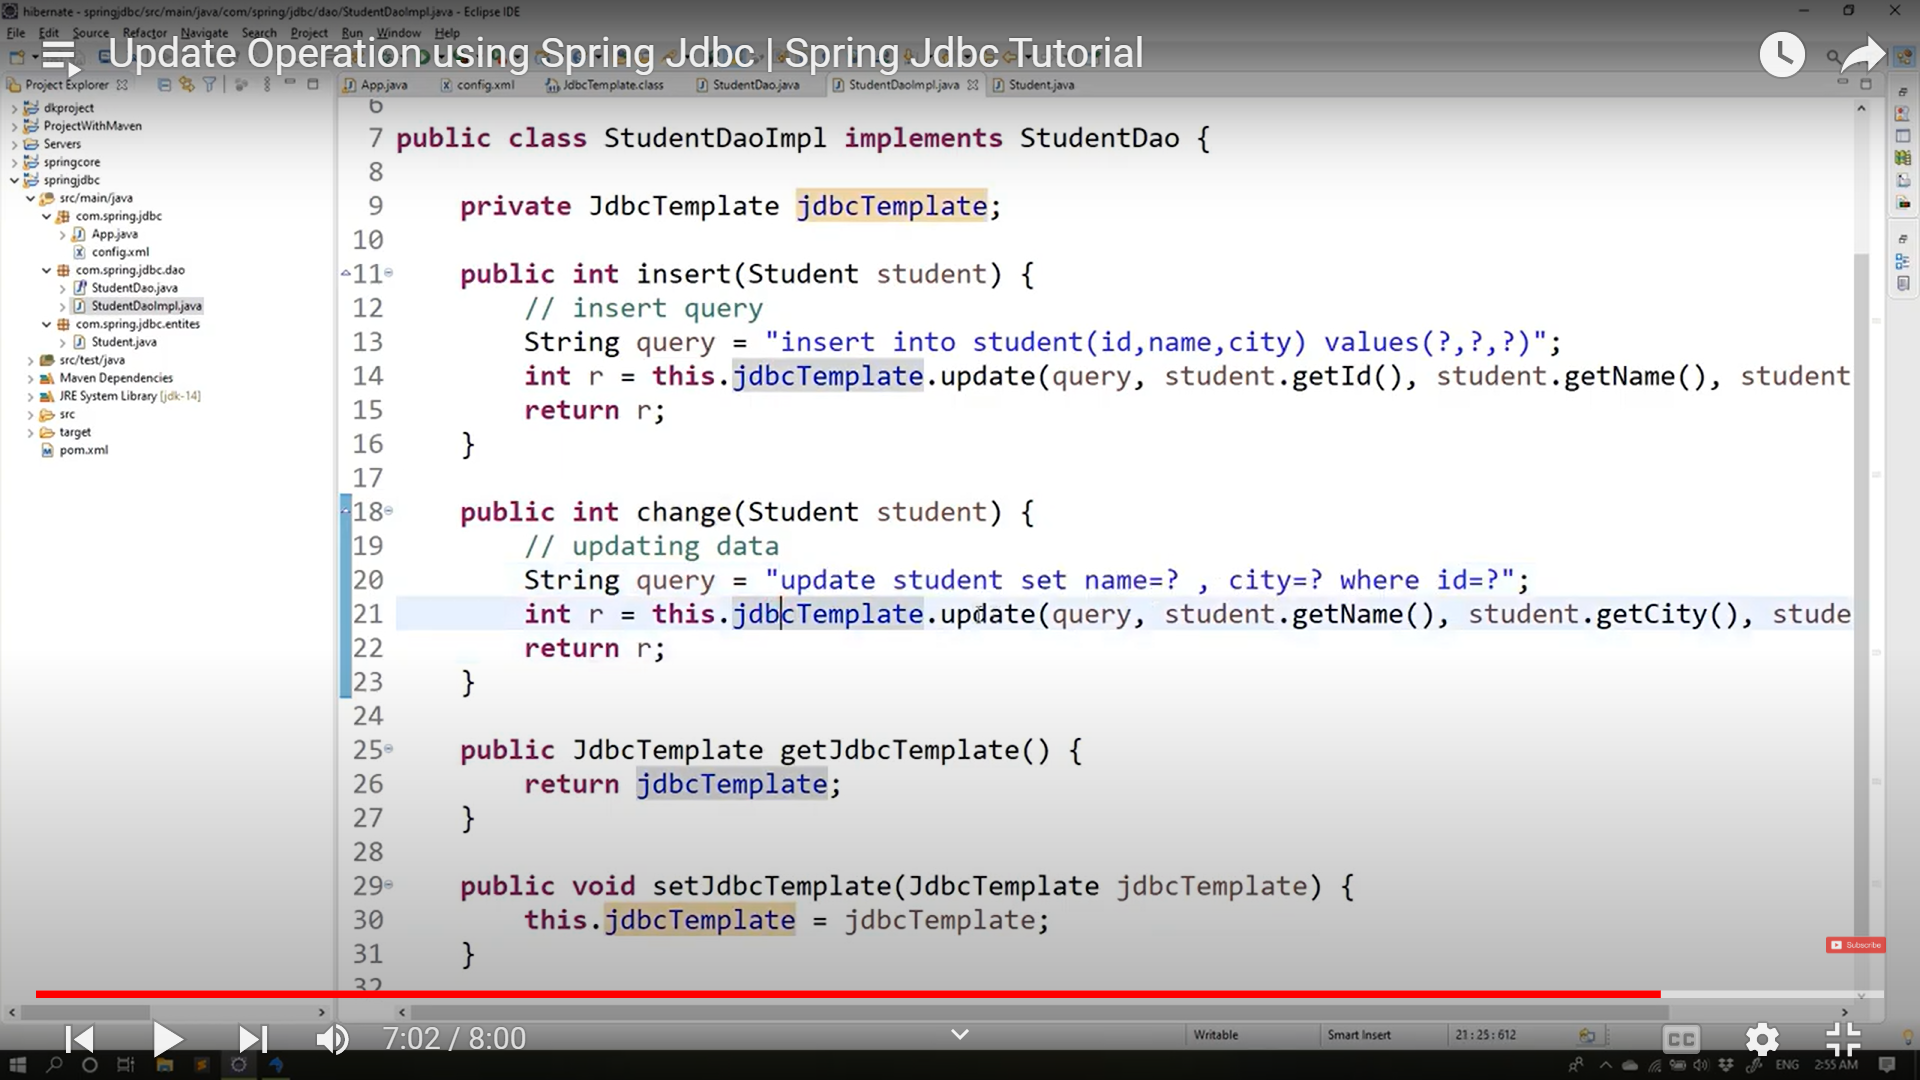 hibernate - springjdbc/src/main/java/com/spring/jdbc/dao/StudentDaoImpl.java - Eclipse IDE
File Edit Source Refactor Navigate Search Project Run Window Help
Update Operation using Spring Jdbc | Spring Jdbc Tutorial
Project Explorer
App.java config.xml JdbcTemplate.class StudentDao.java StudentDaoImpl.java Student.java
dkproject
ProjectWithMaven
Servers
springcore
springjdbc
src/main/java
com.spring.jdbc
App.java
config.xml
com.spring.jdbc.dao
StudentDao.java
StudentDaoImpl.java
com.spring.jdbc.entites
Student.java
src/test/java
Maven Dependencies
JRE System Library [jdk-14]
src
target
pom.xml
6
7 public class StudentDaoImpl implements StudentDao {
8
9 private JdbcTemplate jdbcTemplate;
10
11 public int insert(Student student) {
12 // insert query
13 String query = "insert into student(id,name,city) values(?,?,?)";
14 int r = this.jdbcTemplate.update(query, student.getId(), student.getName(), student
15 return r;
16 }
17
18 public int change(Student student) {
19 // updating data
20 String query = "update student set name=? , city=? where id=?";
21 int r = this.jdbcTemplate.update(query, student.getName(), student.getCity(), stude
22 return r;
23 }
24
25 public JdbcTemplate getJdbcTemplate() {
26 return jdbcTemplate;
27 }
28
29 public void setJdbcTemplate(JdbcTemplate jdbcTemplate) {
30 this.jdbcTemplate = jdbcTemplate;
31 }
32
Subscribe
7:02 / 8:00
Writable Smart Insert 21:25:612
CC
ENG 2:55 AM